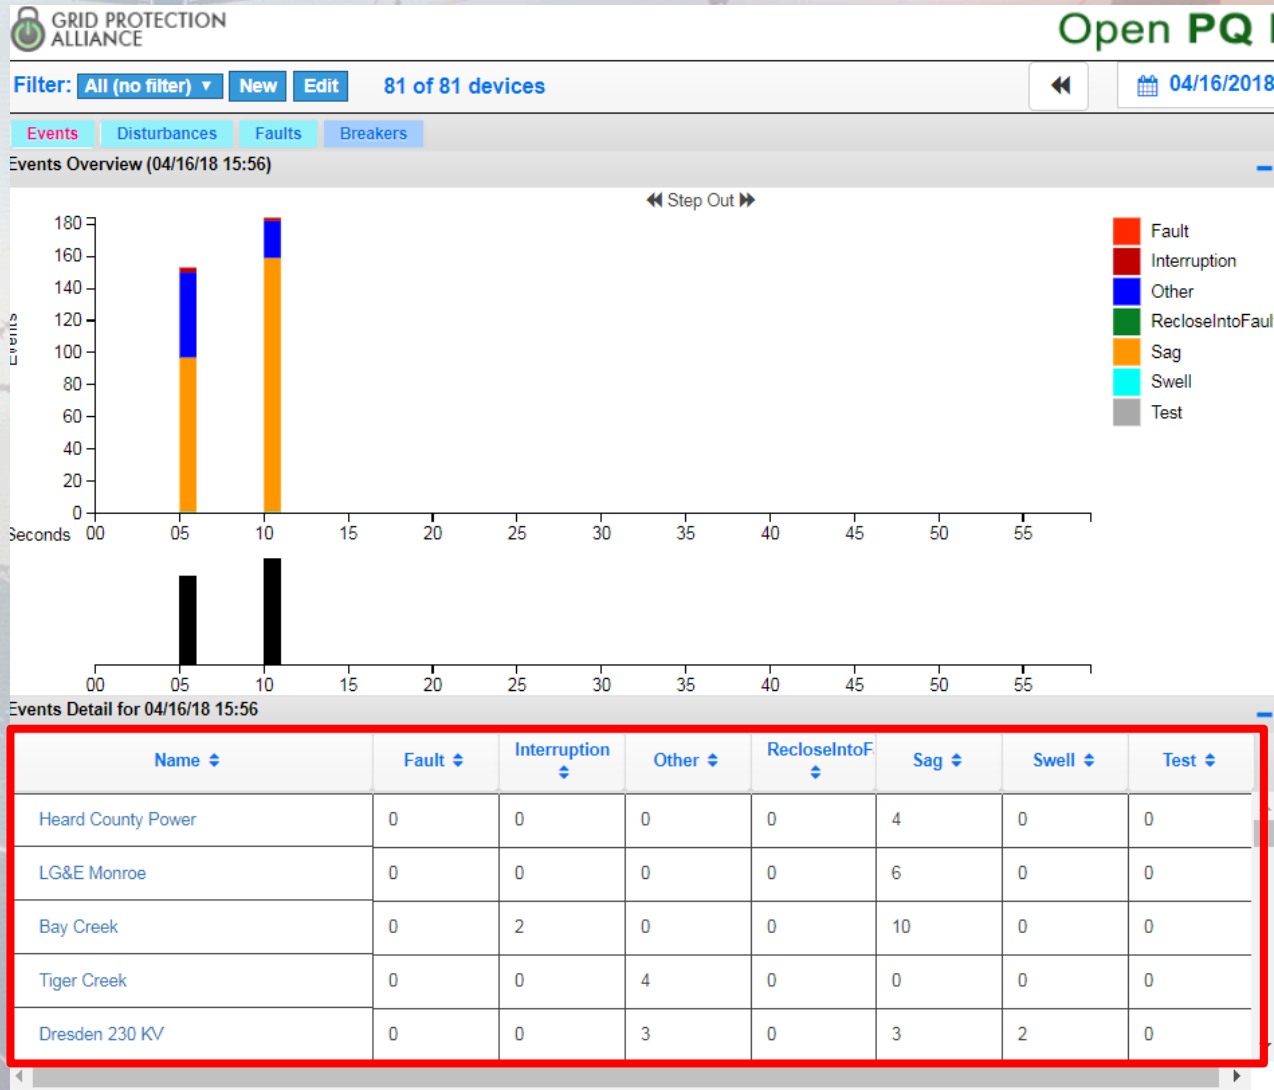 GRID PROTECTION
ALLIANCE
Open PQ
Filter: All (no filter) ▼ New Edit 81 of 81 devices 04/16/2018
Events Disturbances Faults Breakers
Events Overview (04/16/18 15:56)
Step Out
180
160
140
120
100
80
60
40
20
0
Events
Fault
Interruption
Other
RecloseIntoFaul
Sag
Swell
Test
Seconds 00 05 10 15 20 25 30 35 40 45 50 55
00 05 10 15 20 25 30 35 40 45 50 55
Events Detail for 04/16/18 15:56
Name Fault Interruption Other RecloseIntoF Sag Swell Test
Heard County Power 0 0 0 0 4 0 0
LG&E Monroe 0 0 0 0 6 0 0
Bay Creek 0 2 0 0 10 0 0
Tiger Creek 0 0 4 0 0 0 0
Dresden 230 KV 0 0 3 0 3 2 0